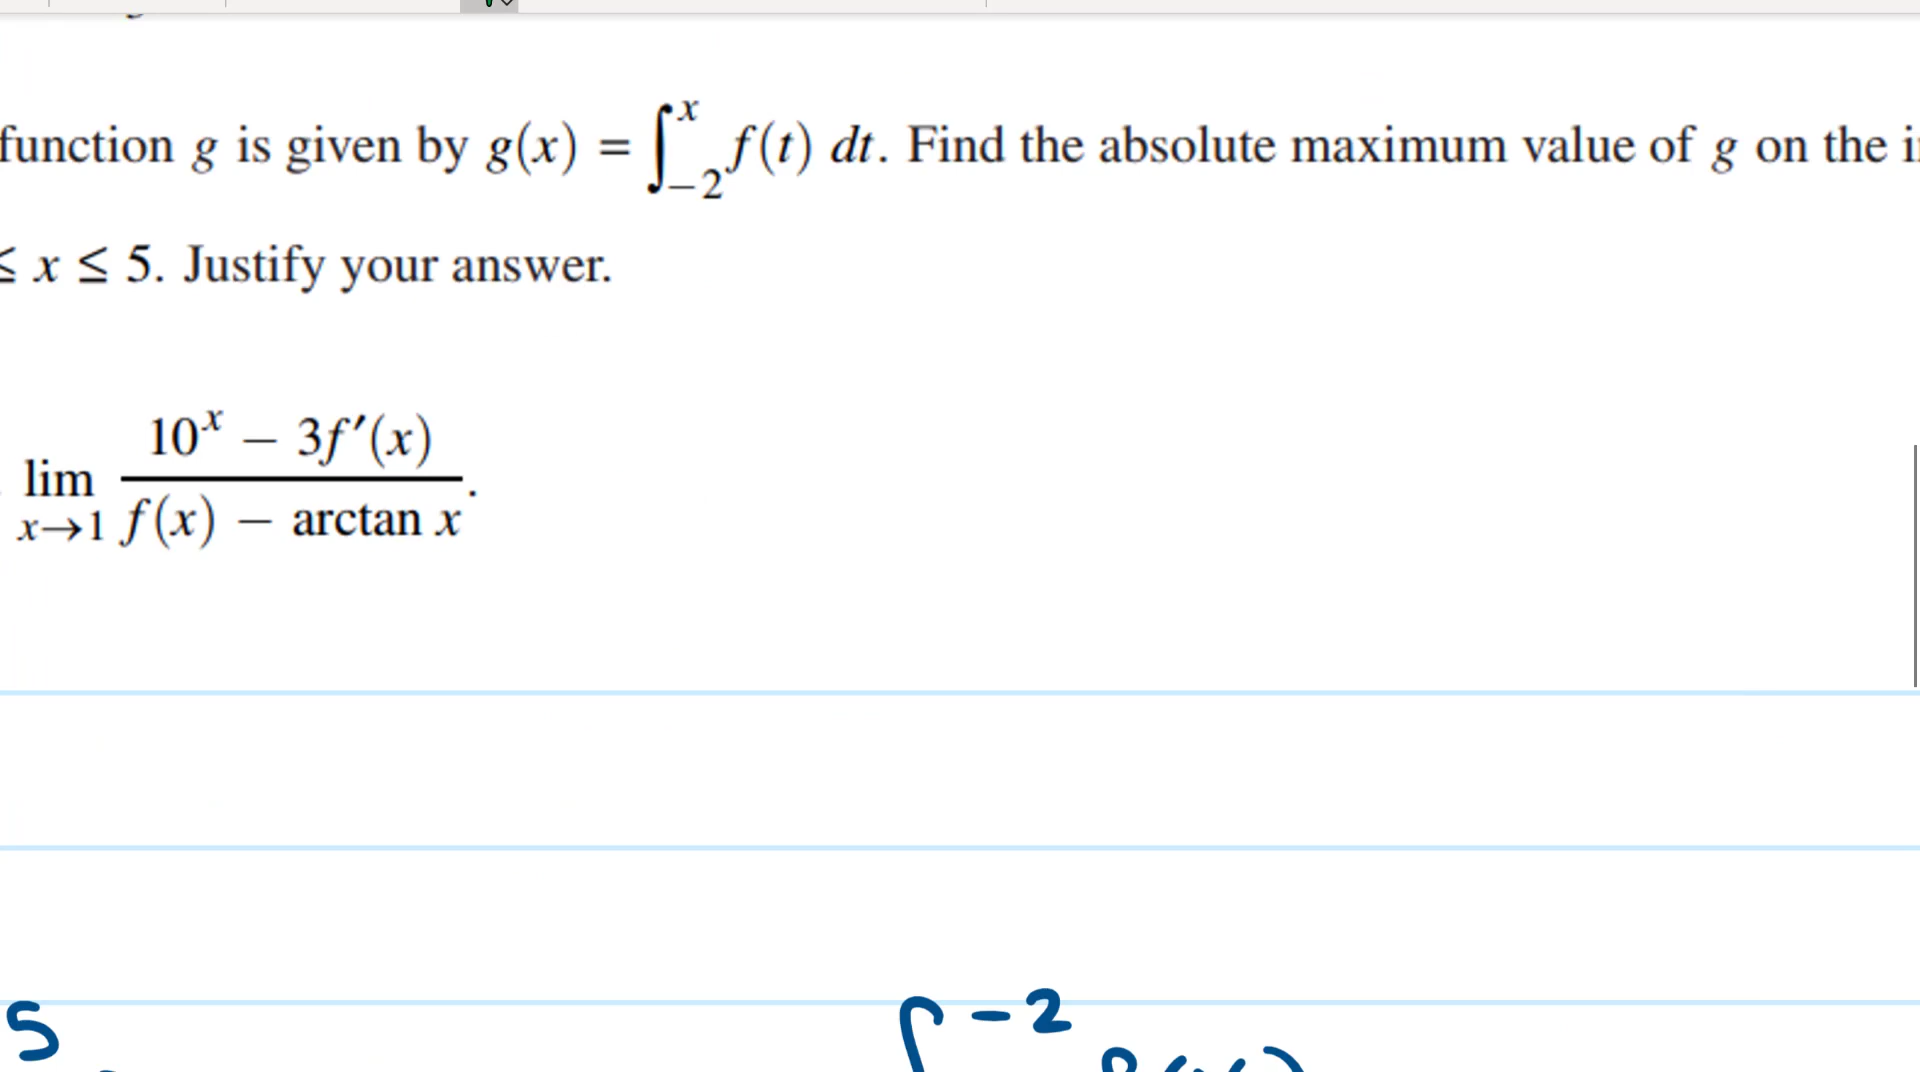 function g is given by g(x) = ∫_{-2}^{x} f(t) dt. Find the absolute maximum value of g on the
≤ x ≤ 5. Justify your answer.
lim_{x→1} \frac{10^x − 3f′(x)}{f(x) − arctan x}.
5 ∫ −2